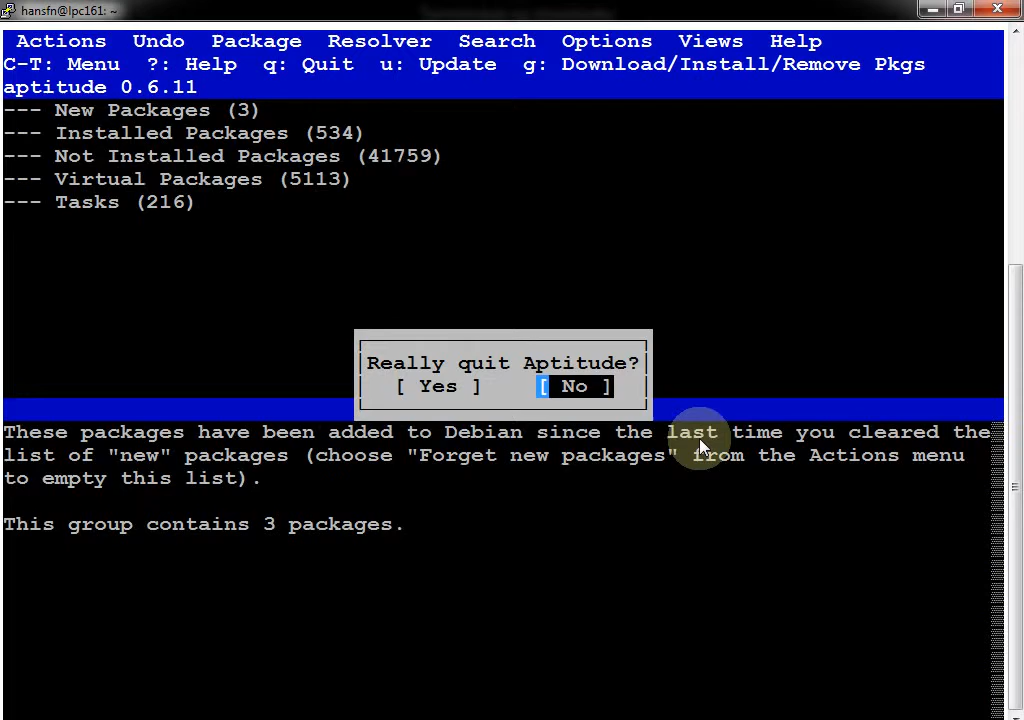 hansfn@lpc161: ~
Actions Undo Package Resolver Search Options Views Help
C-T: Menu ?: Help q: Quit u: Update g: Download/Install/Remove Pkgs
aptitude 0.6.11
--- New Packages (3)
--- Installed Packages (534)
--- Not Installed Packages (41759)
--- Virtual Packages (5113)
--- Tasks (216)
Really quit Aptitude?
[ Yes ] [ No ]
These packages have been added to Debian since the last time you cleared the
list of "new" packages (choose "Forget new packages" from the Actions menu
to empty this list).
This group contains 3 packages.